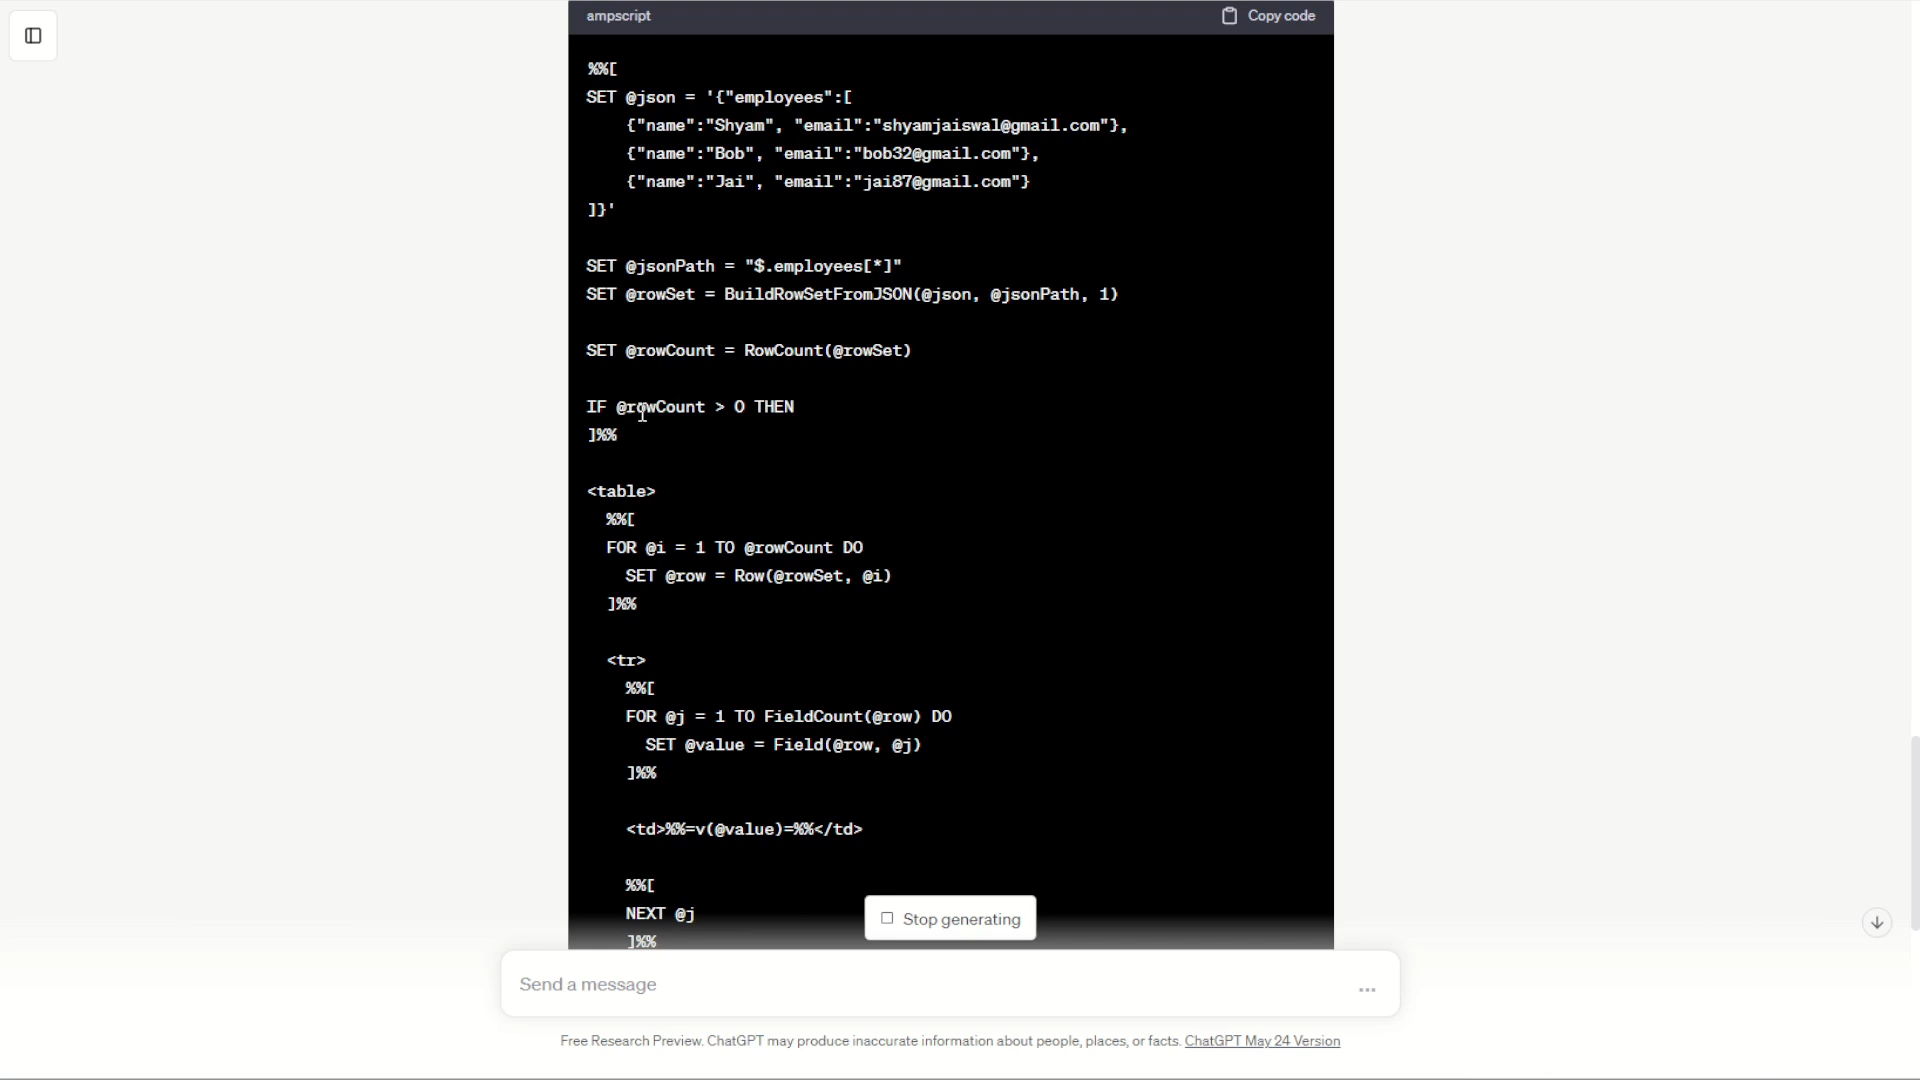 ampscript
Copy code
%%[
SET @json = '{"employees":[
{"name":"Shyam", "email":"shyamjaiswal@gmail.com"},
{"name":"Bob", "email":"bob32@gmail.com"},
{"name":"Jai", "email":"jai87@gmail.com"}
]}'
SET @jsonPath = "$.employees[*]"
SET @rowSet = BuildRowSetFromJSON(@json, @jsonPath, 1)
SET @rowCount = RowCount(@rowSet)
IF @rowCount > 0 THEN
]%%
<table>
%%[
FOR @i = 1 TO @rowCount DO
SET @row = Row(@rowSet, @i)
]%%
<tr>
%%[
FOR @j = 1 TO FieldCount(@row) DO
SET @value = Field(@row, @j)
]%%
<td>%%=v(@value)=%%</td>
%%[
NEXT @j
]%%
Stop generating
Send a message
...
Free Research Preview. ChatGPT may produce inaccurate information about people, places, or facts. ChatGPT May 24 Version